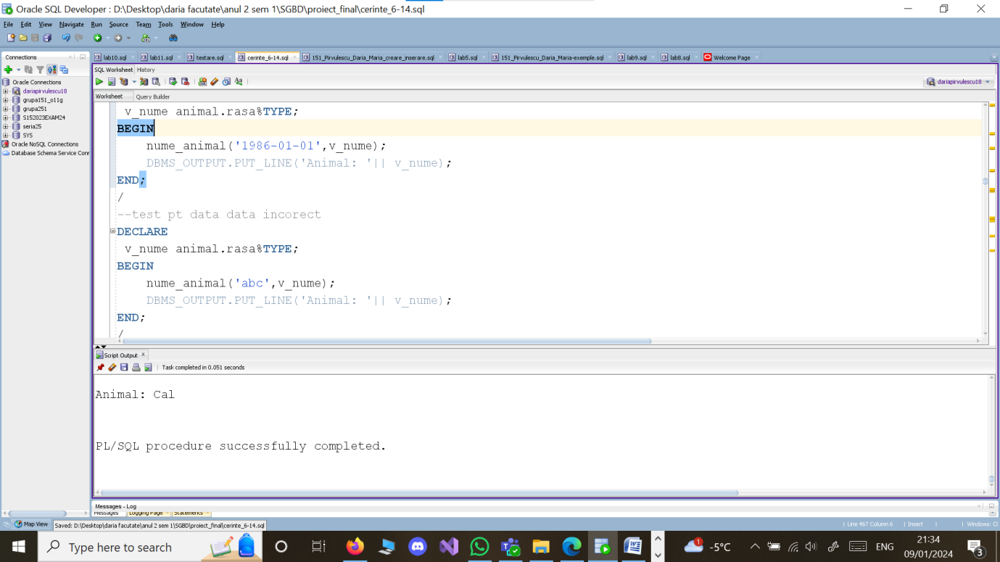 Oracle SQL Developer : D:\Desktop\daria facutate\anul 2 sem 1\SGBD\proiect_final\cerinte_6-14.sql
File Edit View Navigate Run Source Team Tools Window Help
Connections
lab10.sql lab11.sql testare.sql cerinte_6-14.sql 151_Pirvulescu_Daria_Maria_creare_inserare.sql lab5.sql 151_Pirvulescu_Daria_Maria-exemple.sql lab9.sql lab8.sql Welcome Page
Oracle Connections
dariapirvulescu18
grupa151_o11g
grupa251
S152023EXAM24
seria25
SYS
Oracle NoSQL Connections
Database Schema Service Conn
SQL Worksheet History
dariapirvulescu18
Worksheet Query Builder
v_nume animal.rasa%TYPE;
BEGIN
nume_animal('1986-01-01',v_nume);
DBMS_OUTPUT.PUT_LINE('Animal: '|| v_nume);
END;
/
--test pt data data incorect
DECLARE
v_nume animal.rasa%TYPE;
BEGIN
nume_animal('abc',v_nume);
DBMS_OUTPUT.PUT_LINE('Animal: '|| v_nume);
END;
/
Script Output x
Task completed in 0.051 seconds
Animal: Cal
PL/SQL procedure successfully completed.
Messages - Log
Messages Logging Page Statements
Map View Saved: D:\Desktop\daria facutate\anul 2 sem 1\SGBD\proiect_final\cerinte_6-14.sql
Line 467 Column 6 Insert Windows: Cl
Type here to search
1
-5°C
ENG
21:34
09/01/2024
3